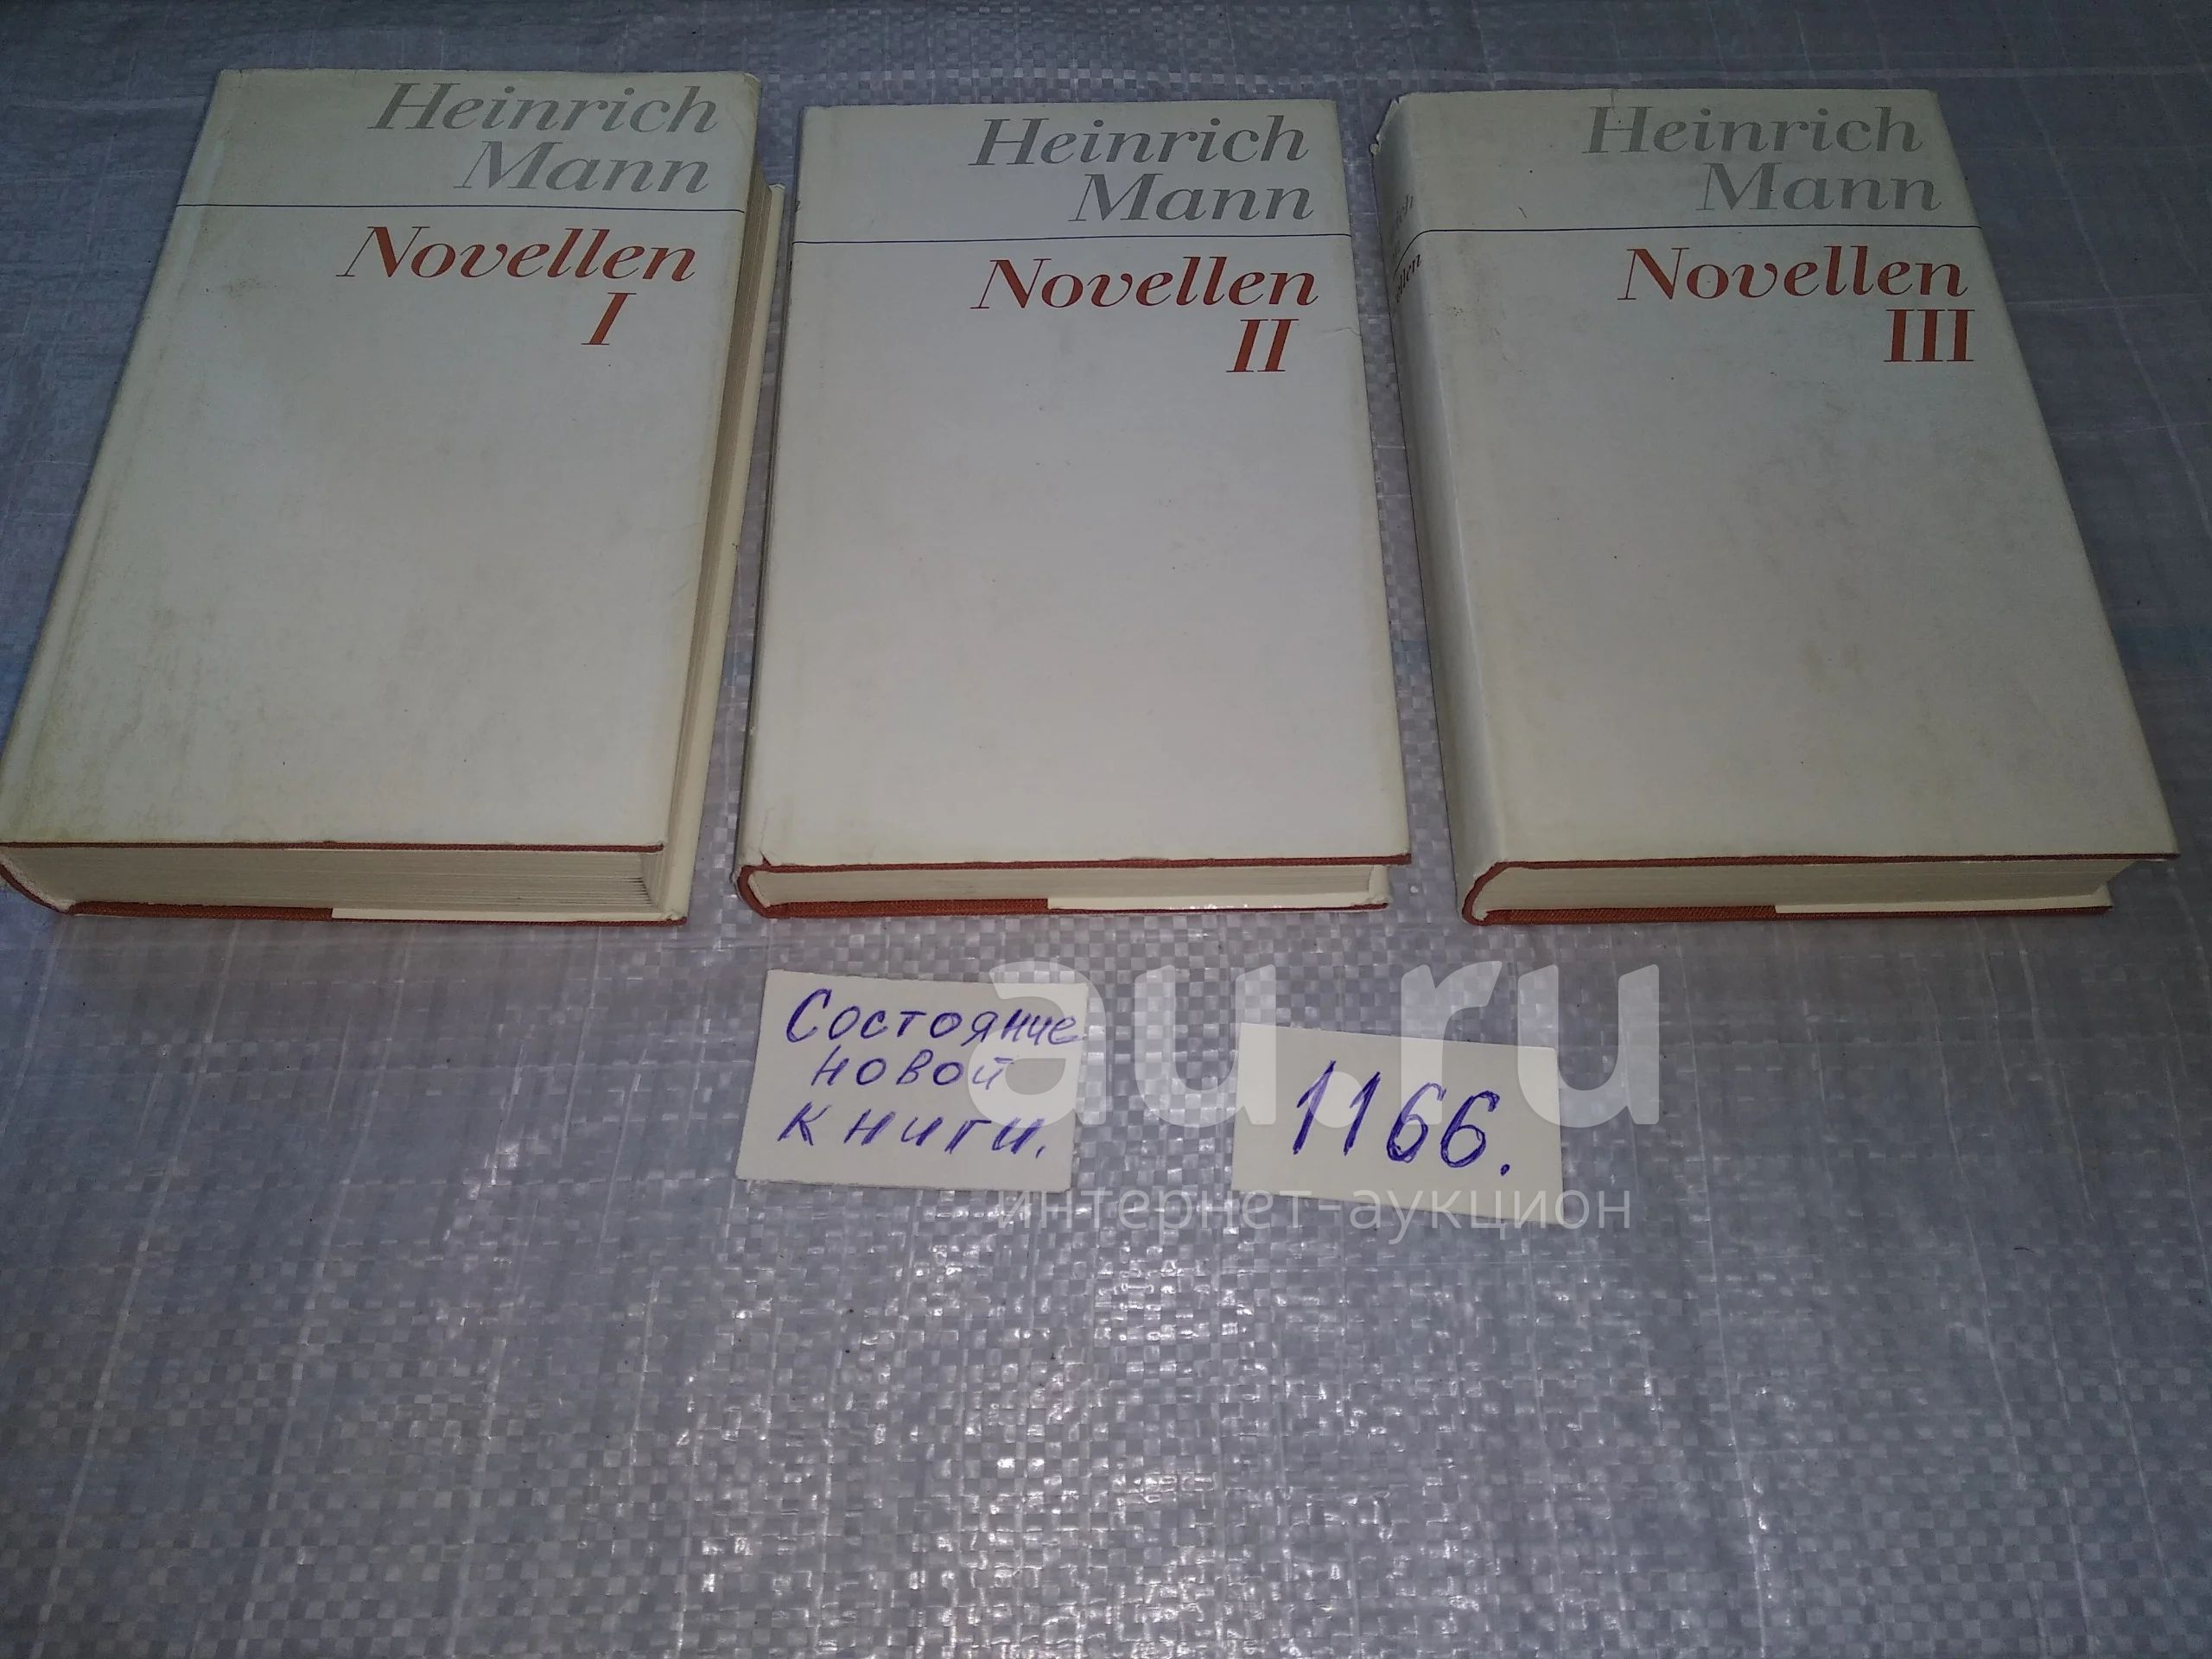 Heinrich
Mann
Novellen
I
Heinrich
Mann
Novellen
II
Heinrich
Mann
Novellen
III
Состояние
новой
книги.
1166.
au.ru
интернет-аукцион